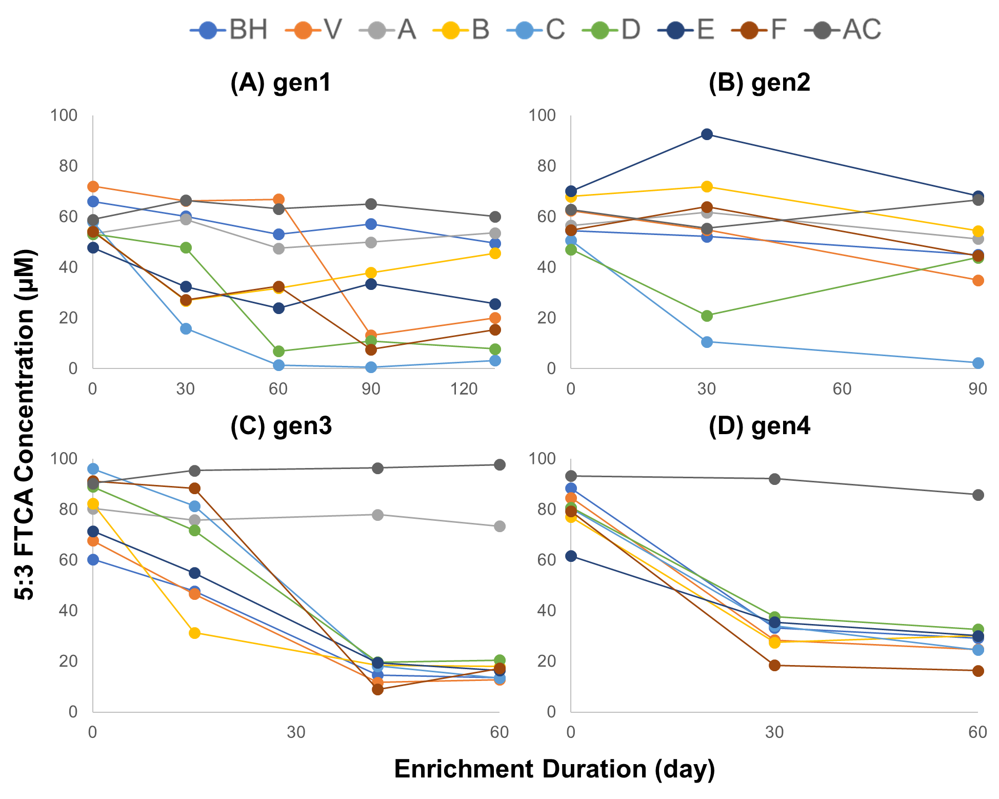 BH V A B C D E F AC
(A) gen1
(B) gen2
100
80
60
40
20
0
0 30 60 90 120
100
80
60
40
20
0
0 30 60 90
(C) gen3
(D) gen4
100
80
60
40
20
0
0 30 60
100
80
60
40
20
0
0 30 60
5:3 FTCA Concentration (µM)
Enrichment Duration (day)